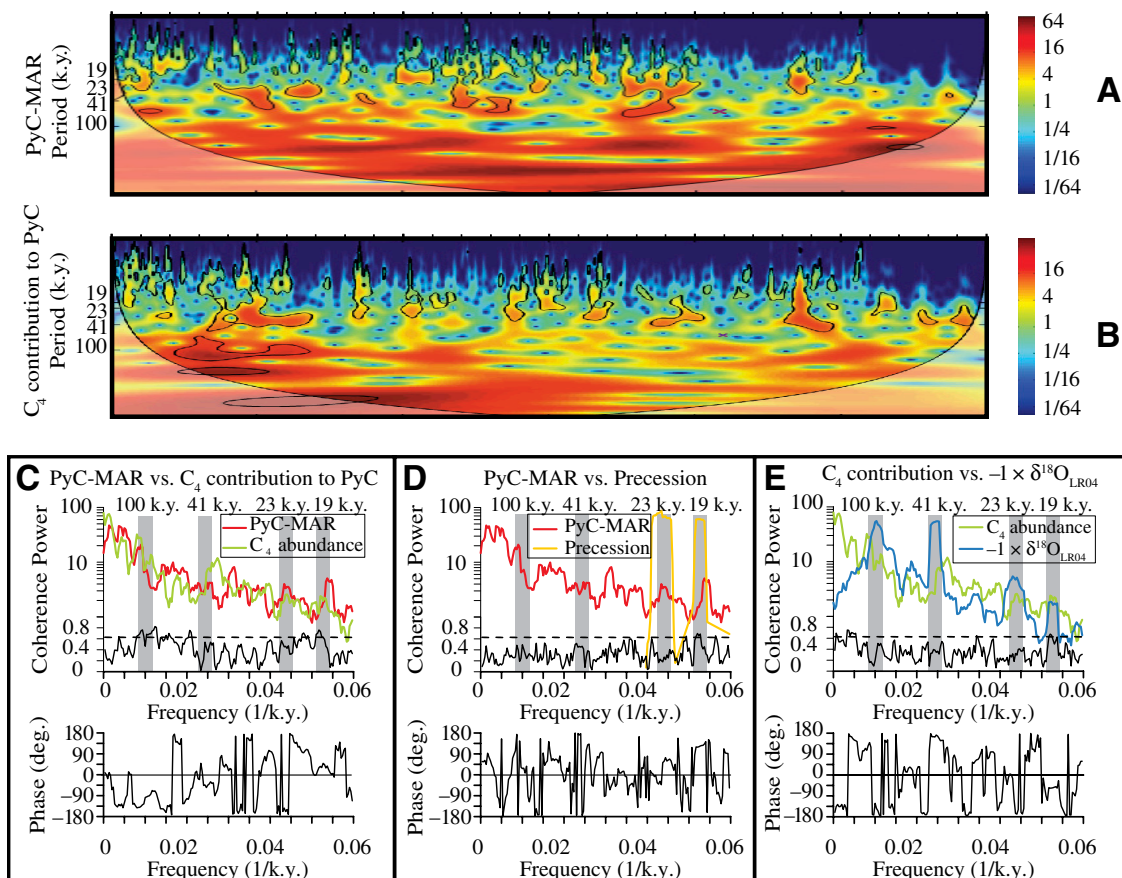 PyC-MAR
Period (k.y.)
19
23
41
100
64
16
4
1
1/4
1/16
1/64
A
C₄ contribution to PyC
Period (k.y.)
19
23
41
100
16
4
1
1/4
1/16
1/64
B
C PyC-MAR vs. C₄ contribution to PyC
100 k.y. 41 k.y. 23 k.y. 19 k.y.
PyC-MAR
C₄ abundance
Coherence Power
100
10
0.8
0.4
0
0 0.02 0.04 0.06
Frequency (1/k.y.)
Phase (deg.)
180
90
0
−90
−180
0 0.02 0.04 0.06
Frequency (1/k.y.)
D PyC-MAR vs. Precession
100 k.y. 41 k.y. 23 k.y. 19 k.y.
PyC-MAR
Precession
Coherence Power
100
10
0.8
0.4
0
0 0.02 0.04 0.06
Frequency (1/k.y.)
Phase (deg.)
180
90
0
−90
−180
0 0.02 0.04 0.06
Frequency (1/k.y.)
E C₄ contribution vs. −1 × δ¹⁸O_LR04
100 k.y. 41 k.y. 23 k.y. 19 k.y.
C₄ abundance
−1 × δ¹⁸O_LR04
Coherence Power
100
10
0.8
0.4
0
0 0.02 0.04 0.06
Frequency (1/k.y.)
Phase (deg.)
180
90
0
−90
−180
0 0.02 0.04 0.06
Frequency (1/k.y.)